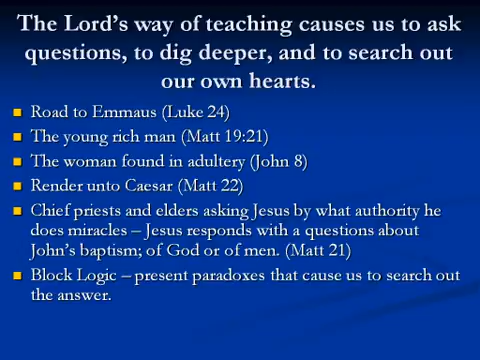 The Lord's way of teaching causes us to ask
questions, to dig deeper, and to search out
our own hearts.
Road to Emmaus (Luke 24)
The young rich man (Matt 19:21)
The woman found in adultery (John 8)
Render unto Caesar (Matt 22)
Chief priests and elders asking Jesus by what authority he
does miracles – Jesus responds with a questions about
John's baptism; of God or of men. (Matt 21)
Block Logic – present paradoxes that cause us to search out
the answer.